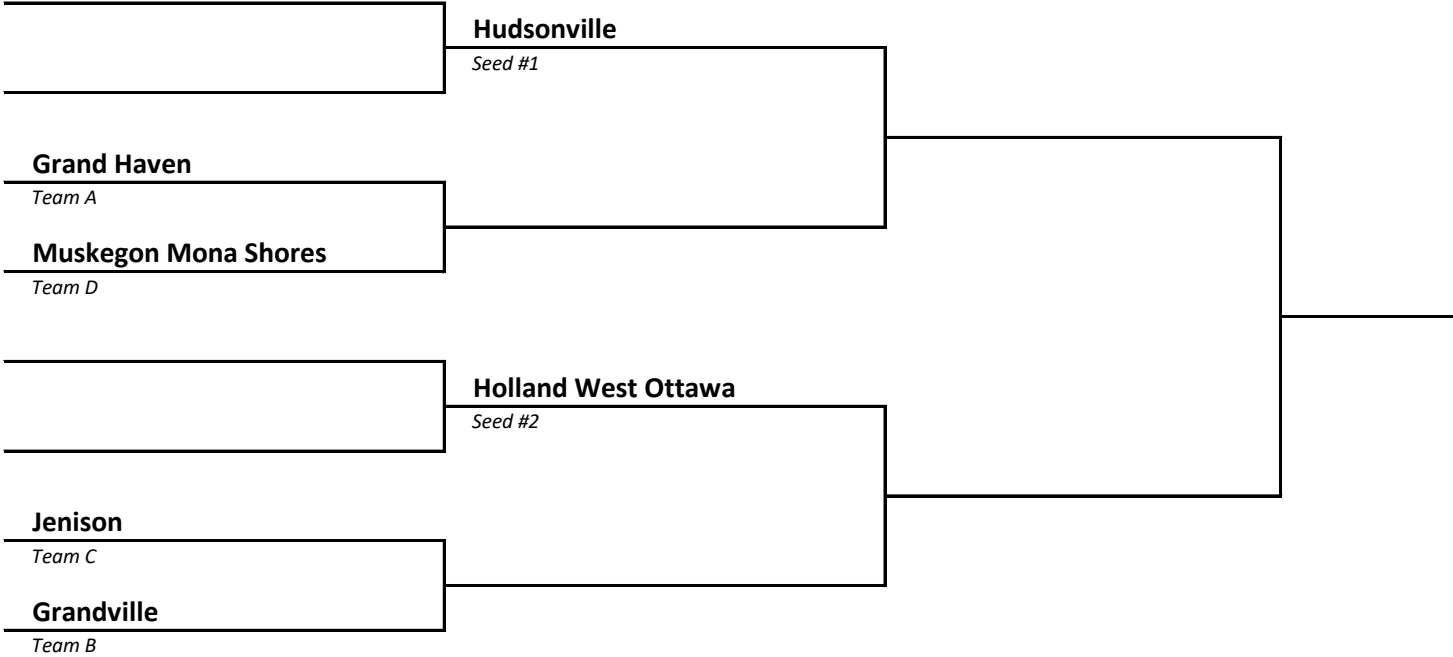 Hudsonville
Seed #1
Grand Haven
Team A
Muskegon Mona Shores
Team D
Holland West Ottawa
Seed #2
Jenison
Team C
Grandville
Team B